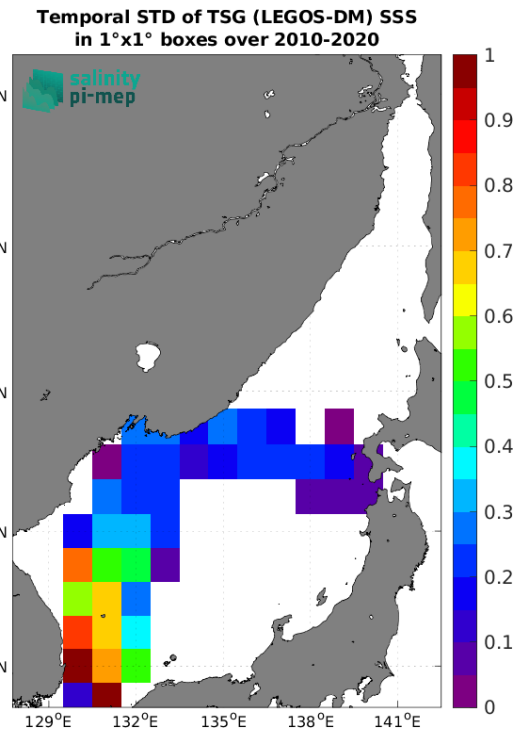 Temporal STD of TSG (LEGOS-DM) SSS
in 1°x1° boxes over 2010-2020
salinity
pi-mep
N
N
N
N
N
1
0.9
0.8
0.7
0.6
0.5
0.4
0.3
0.2
0.1
0
129°E 132°E 135°E 138°E 141°E